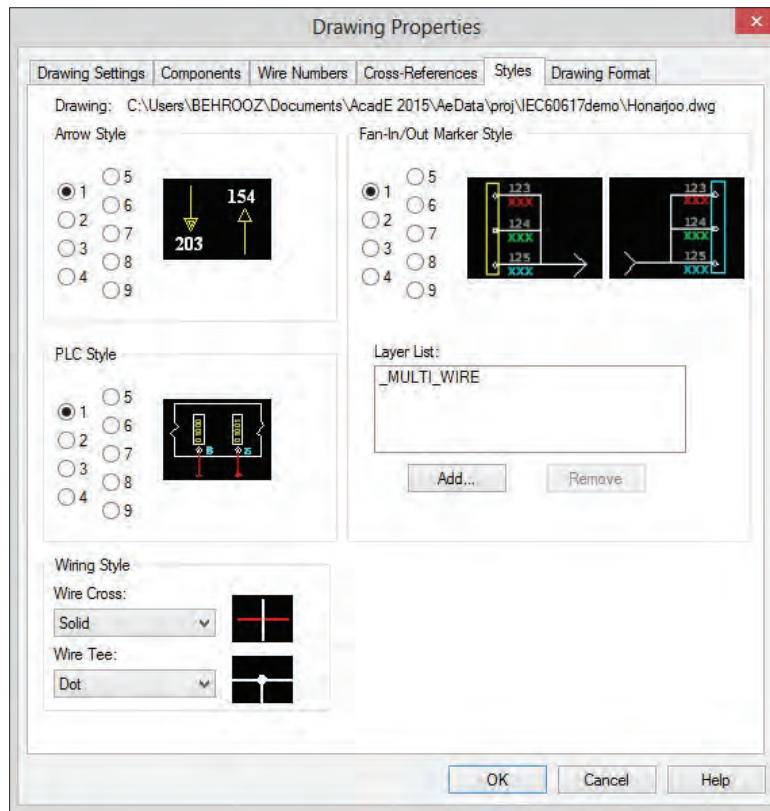 Drawing Properties
Drawing Settings Components Wire Numbers Cross-References Styles Drawing Format
Drawing: C:\Users\BEHROOZ\Documents\AcadE 2015\AeData\proj\IEC60617demo\Honarjoo.dwg
Arrow Style
1
2
3
4
5
6
7
8
9
203
154
Fan-In/Out Marker Style
1
2
3
4
5
6
7
8
9
123
XXX
124
XXX
125
XXX
123
XXX
124
XXX
125
XXX
PLC Style
1
2
3
4
5
6
7
8
9
Layer List:
_MULTI_WIRE
Add...
Remove
Wiring Style
Wire Cross:
Solid
Wire Tee:
Dot
OK Cancel Help